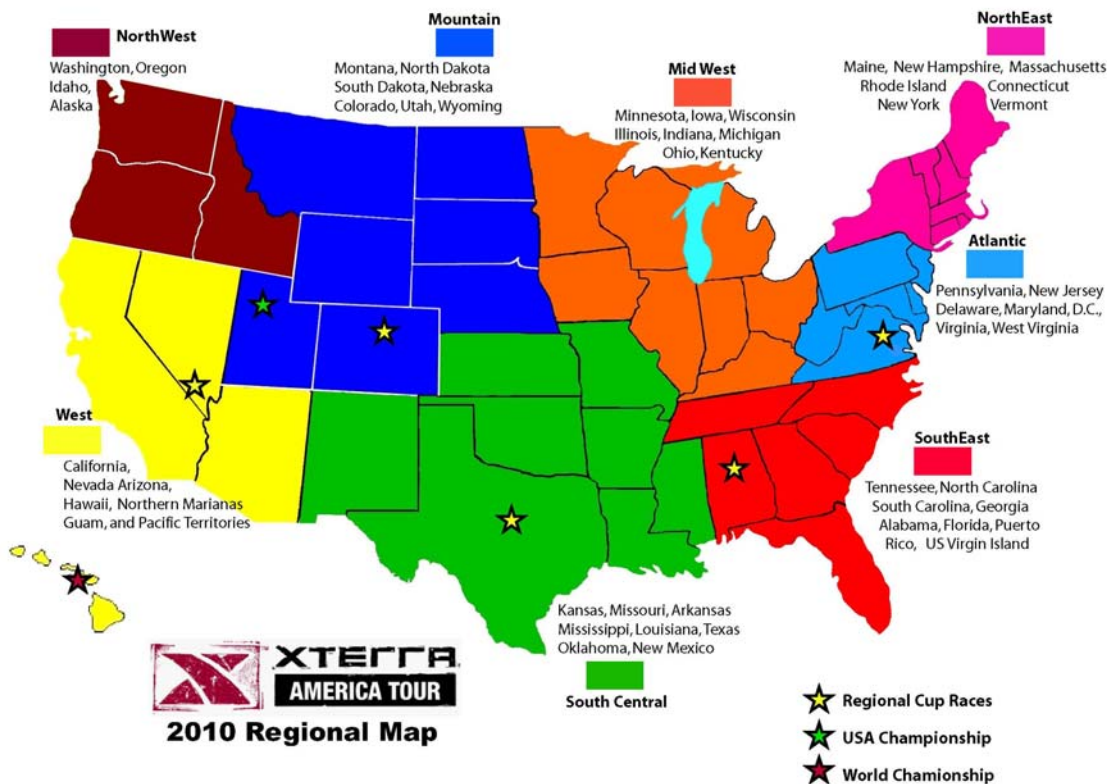 NorthWest
Washington, Oregon
Idaho,
Alaska
Mountain
Montana, North Dakota
South Dakota, Nebraska
Colorado, Utah, Wyoming
Mid West
Minnesota, Iowa, Wisconsin
Illinois, Indiana, Michigan
Ohio, Kentucky
NorthEast
Maine, New Hampshire, Massachusetts
Rhode Island Connecticut
New York Vermont
Atlantic
Pennsylvania, New Jersey
Delaware, Maryland, D.C.,
Virginia, West Virginia
West
California,
Nevada Arizona,
Hawaii, Northern Marianas
Guam, and Pacific Territories
SouthEast
Tennessee, North Carolina
South Carolina, Georgia
Alabama, Florida, Puerto
Rico, US Virgin Island
Kansas, Missouri, Arkansas
Mississippi, Louisiana, Texas
Oklahoma, New Mexico
South Central
XTERRA
AMERICA TOUR
2010 Regional Map
Regional Cup Races
USA Championship
World Chamionship